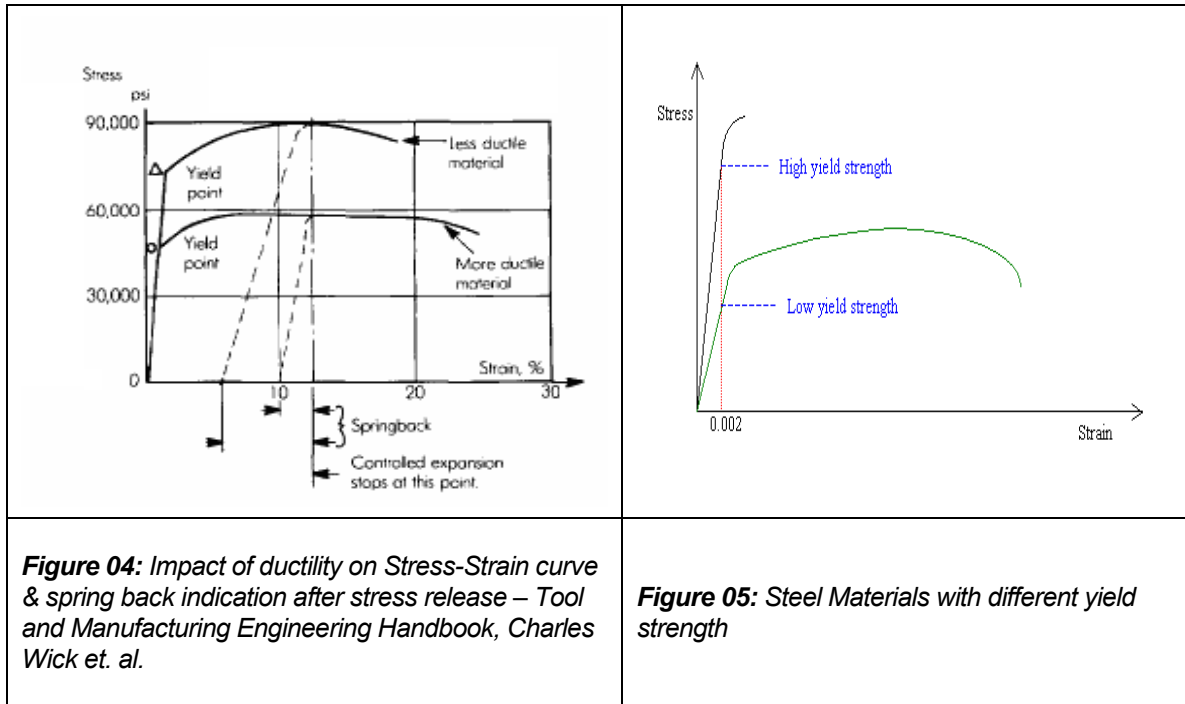 Stress
psi
90,000
60,000
30,000
0
Yield
point
Yield
point
Less ductile
material
More ductile
material
Strain, %
10
20
30
Springback
Controlled expansion
stops at this point.
Stress
High yield strength
Low yield strength
0.002
Strain
Figure 04: Impact of ductility on Stress-Strain curve
& spring back indication after stress release – Tool
and Manufacturing Engineering Handbook, Charles
Wick et. al.
Figure 05: Steel Materials with different yield
strength